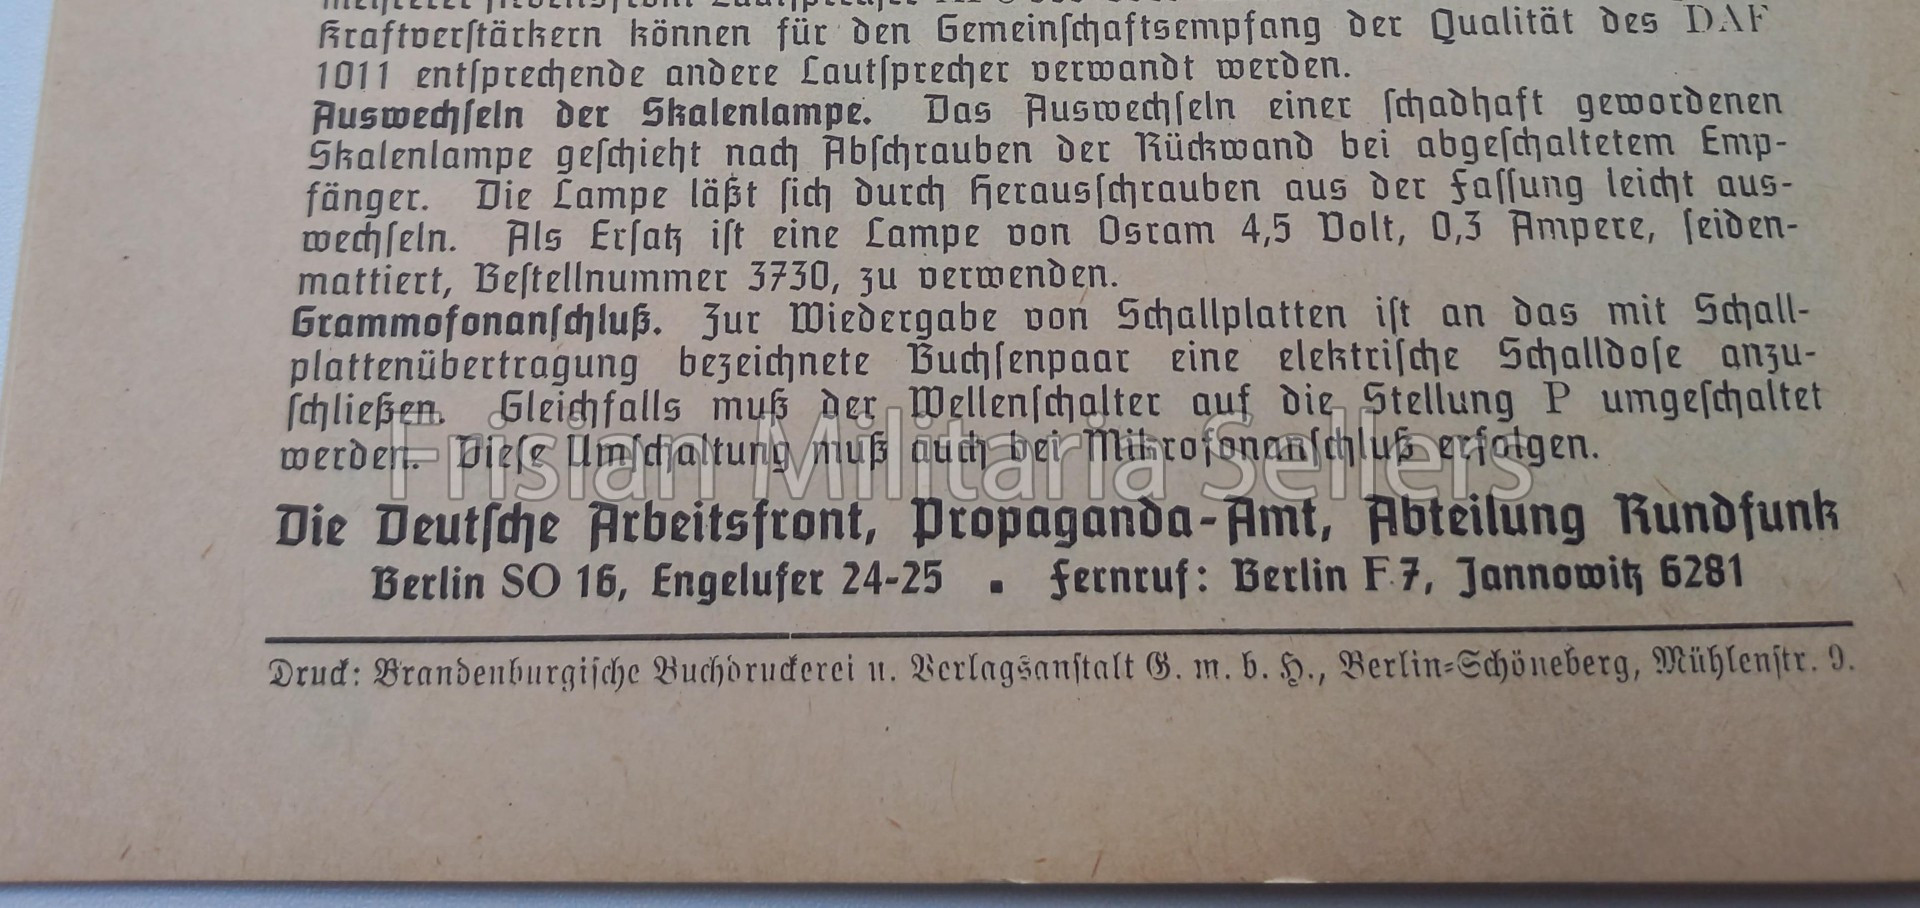 Kraftverstärkern können für den Gemeinschaftsempfang der Qualität des DAF
1011 entsprechende andere Lautsprecher verwandt werden.
Auswechseln der Skalenlampe. Das Auswechseln einer schadhaft gewordenen
Skalenlampe geschieht nach Abschrauben der Rückwand bei abgeschaltetem Emp-
fänger. Die Lampe läßt sich durch Herausschrauben aus der Fassung leicht aus-
wechseln. Als Ersatz ist eine Lampe von Osram 4,5 Volt, 0,3 Ampere, seiden-
mattiert, Bestellnummer 3730, zu verwenden.
Grammofonanschluß. Zur Wiedergabe von Schallplatten ist an das mit Schall-
plattenübertragung bezeichnete Buchsenpaar eine elektrische Schalldose anzu-
schließen. Gleichfalls muß der Wellenschalter auf die Stellung P umgeschaltet
werden. Diese Umschaltung muß auch bei Mikrofonanschluß erfolgen.
Frisian Militaria Sellers
Die Deutsche Arbeitsfront, Propaganda-Amt, Abteilung Rundfunk
Berlin SO 16, Engelufer 24-25 ▪ Fernruf: Berlin F 7, Jannowitz 6281
Druck: Brandenburgische Buchdruckerei u. Verlagsanstalt G. m. b. H., Berlin-Schöneberg, Mühlenstr. 9.